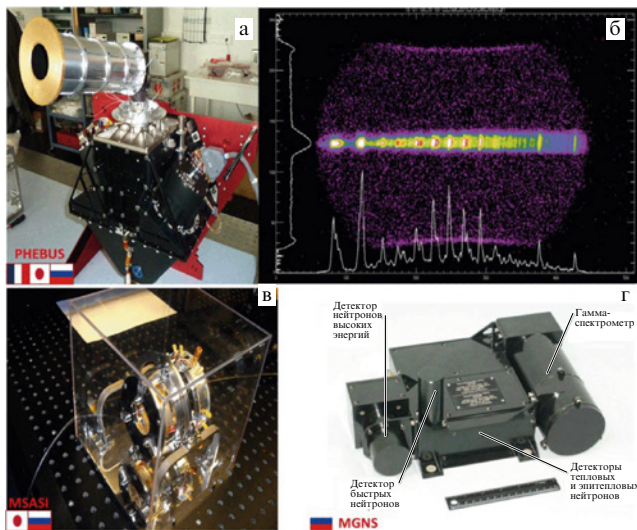 а
б
PHEBUS
в
г
MSASI
Детектор
нейтронов
высоких
энергий
Гамма-
спектрометр
Детектор
быстрых
нейтронов
Детекторы
тепловых
и эпитепловых
нейтронов
MGNS